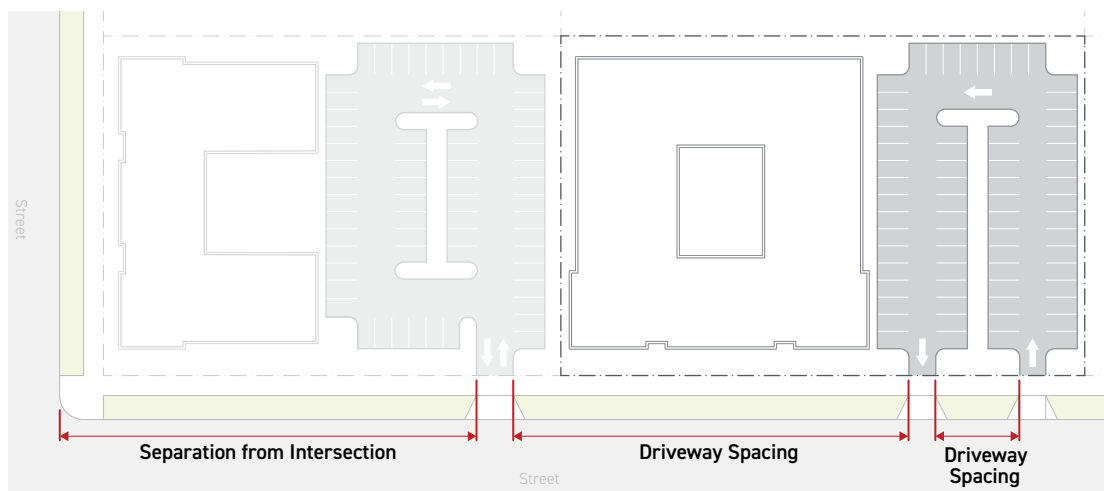 Street
Separation from Intersection
Driveway Spacing
Driveway
Spacing
Street